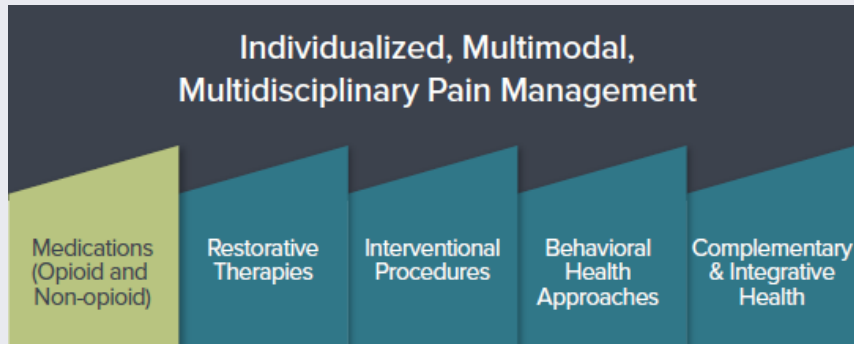 Individualized, Multimodal,
Multidisciplinary Pain Management
Medications
(Opioid and
Non-opioid)
Restorative
Therapies
Interventional
Procedures
Behavioral
Health
Approaches
Complementary
& Integrative
Health